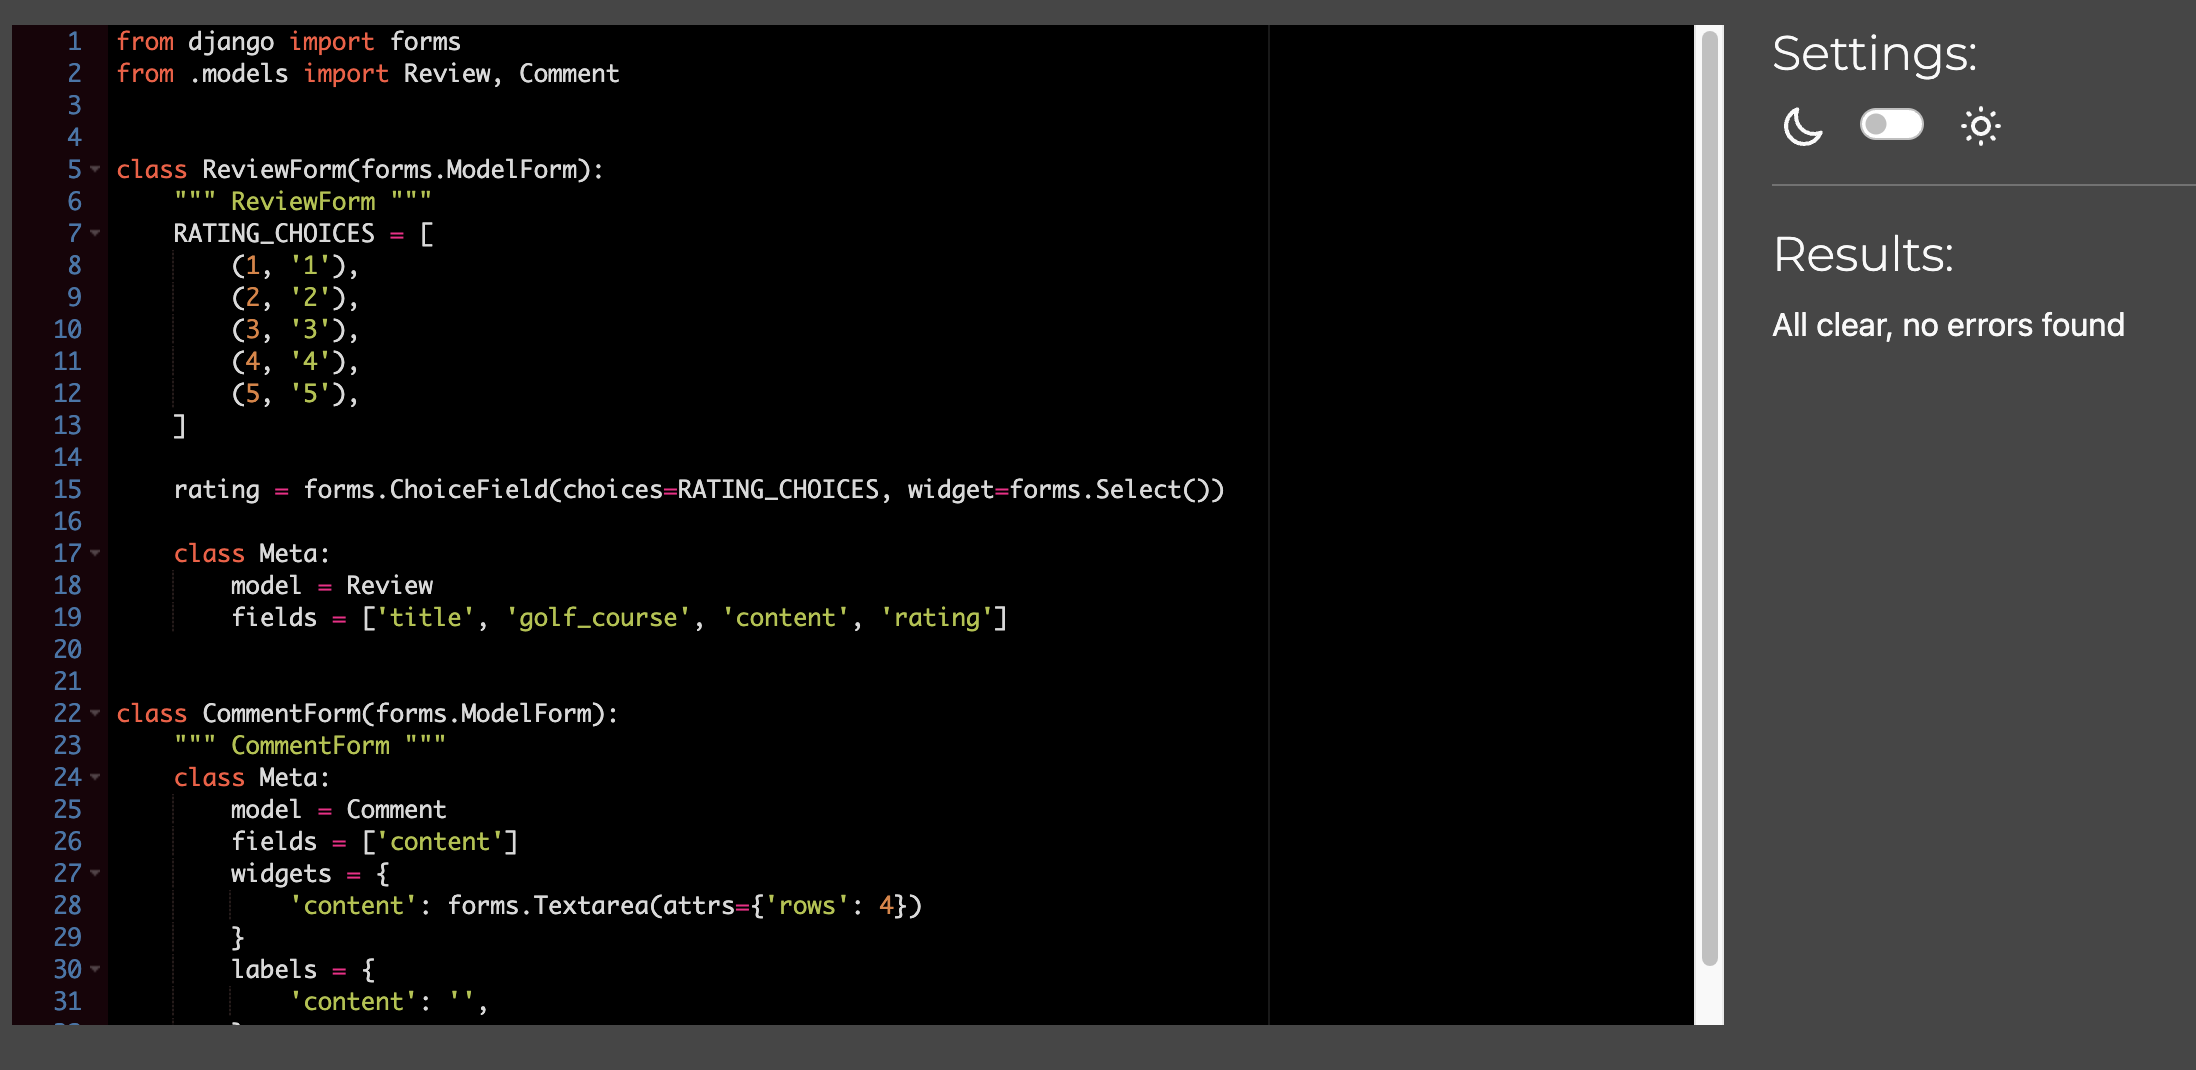 1 from django import forms
2 from .models import Review, Comment
3
4
5 class ReviewForm(forms.ModelForm):
6     """ ReviewForm """
7     RATING_CHOICES = [
8         (1, '1'),
9         (2, '2'),
10         (3, '3'),
11         (4, '4'),
12         (5, '5'),
13     ]
14
15     rating = forms.ChoiceField(choices=RATING_CHOICES, widget=forms.Select())
16
17     class Meta:
18         model = Review
19         fields = ['title', 'golf_course', 'content', 'rating']
20
21
22 class CommentForm(forms.ModelForm):
23     """ CommentForm """
24     class Meta:
25         model = Comment
26         fields = ['content']
27         widgets = {
28             'content': forms.Textarea(attrs={'rows': 4})
29         }
30         labels = {
31             'content': '',
Settings:
Results:
All clear, no errors found